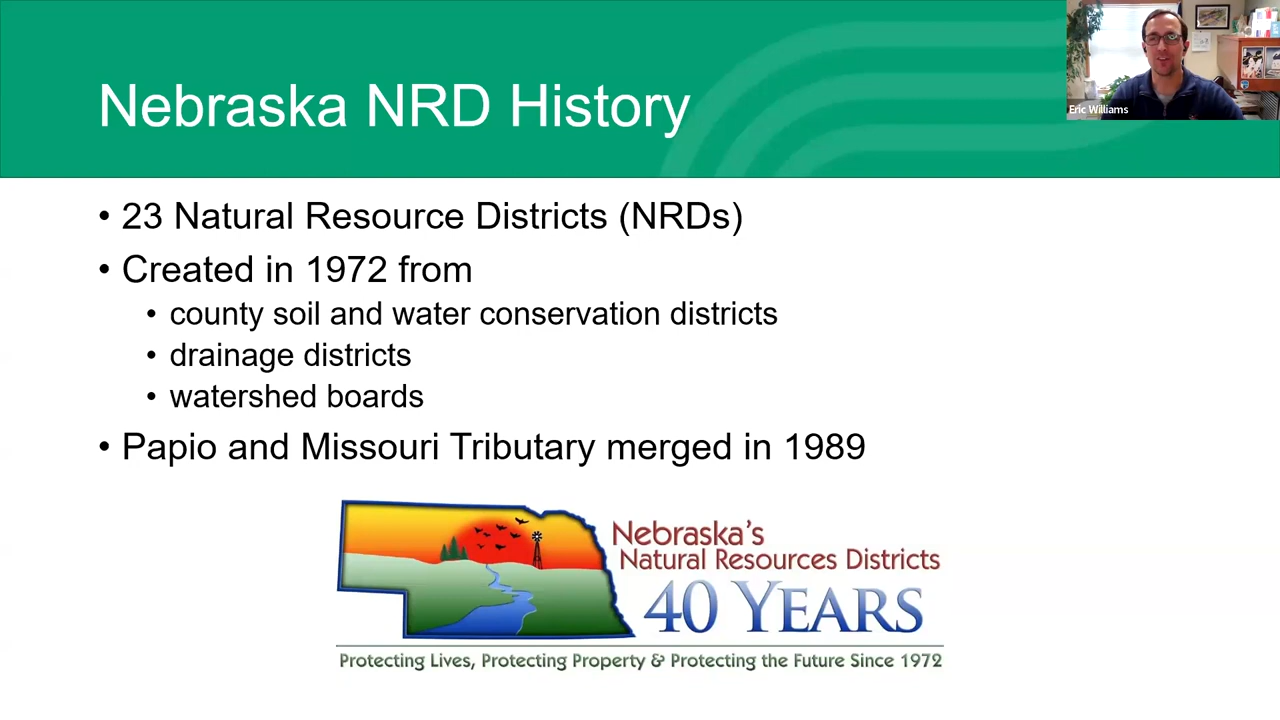 Nebraska NRD History
Eric Williams
• 23 Natural Resource Districts (NRDs)
• Created in 1972 from
• county soil and water conservation districts
• drainage districts
• watershed boards
• Papio and Missouri Tributary merged in 1989
Nebraska's
Natural Resources Districts
40 YEARS
Protecting Lives, Protecting Property & Protecting the Future Since 1972